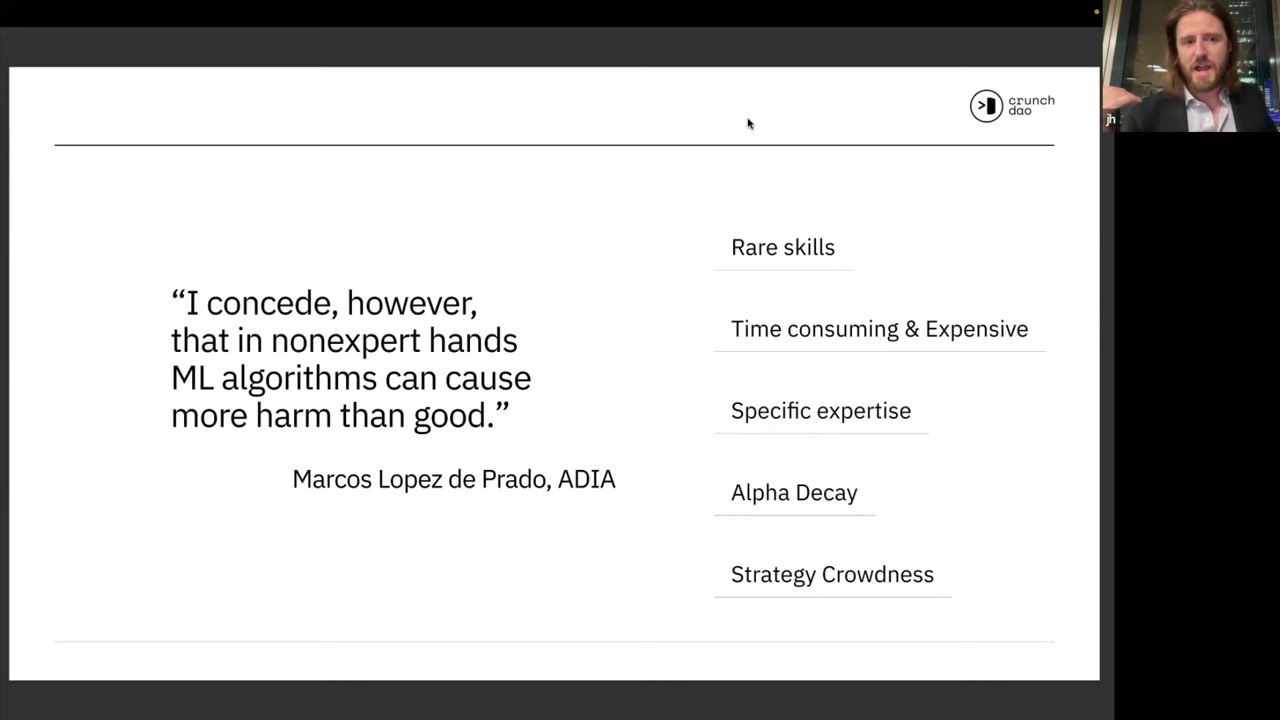 crunch
dao
jh
“I concede, however,
that in nonexpert hands
ML algorithms can cause
more harm than good.”
Marcos Lopez de Prado, ADIA
Rare skills
Time consuming & Expensive
Specific expertise
Alpha Decay
Strategy Crowdness